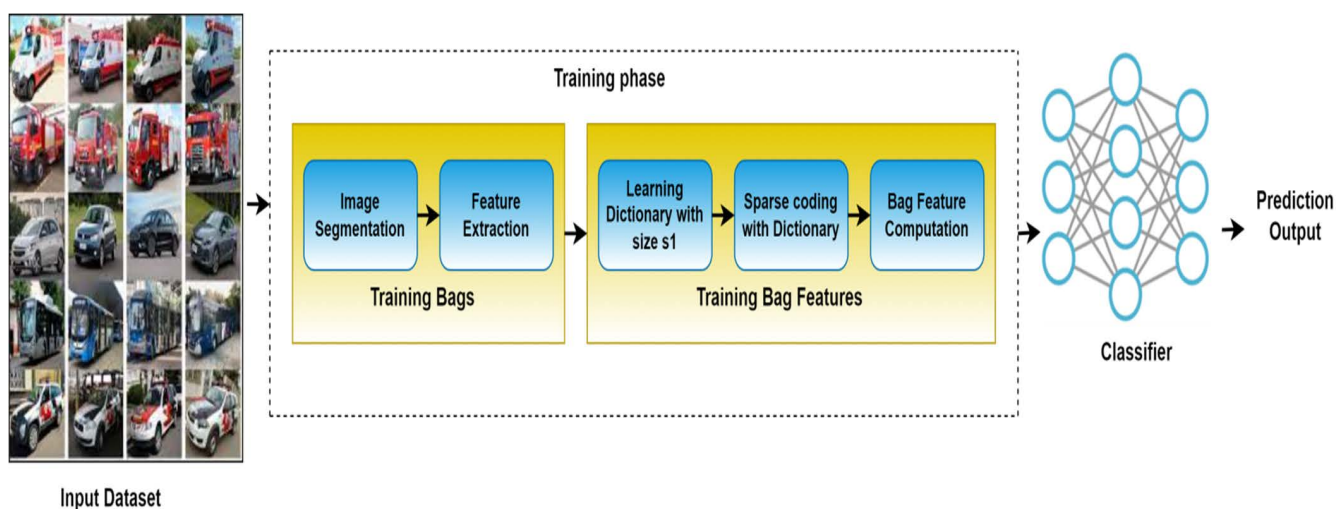 Training phase
Image
Segmentation
Feature
Extraction
Training Bags
Learning
Dictionary with
size s1
Sparse coding
with Dictionary
Bag Feature
Computation
Training Bag Features
Classifier
Prediction
Output
Input Dataset